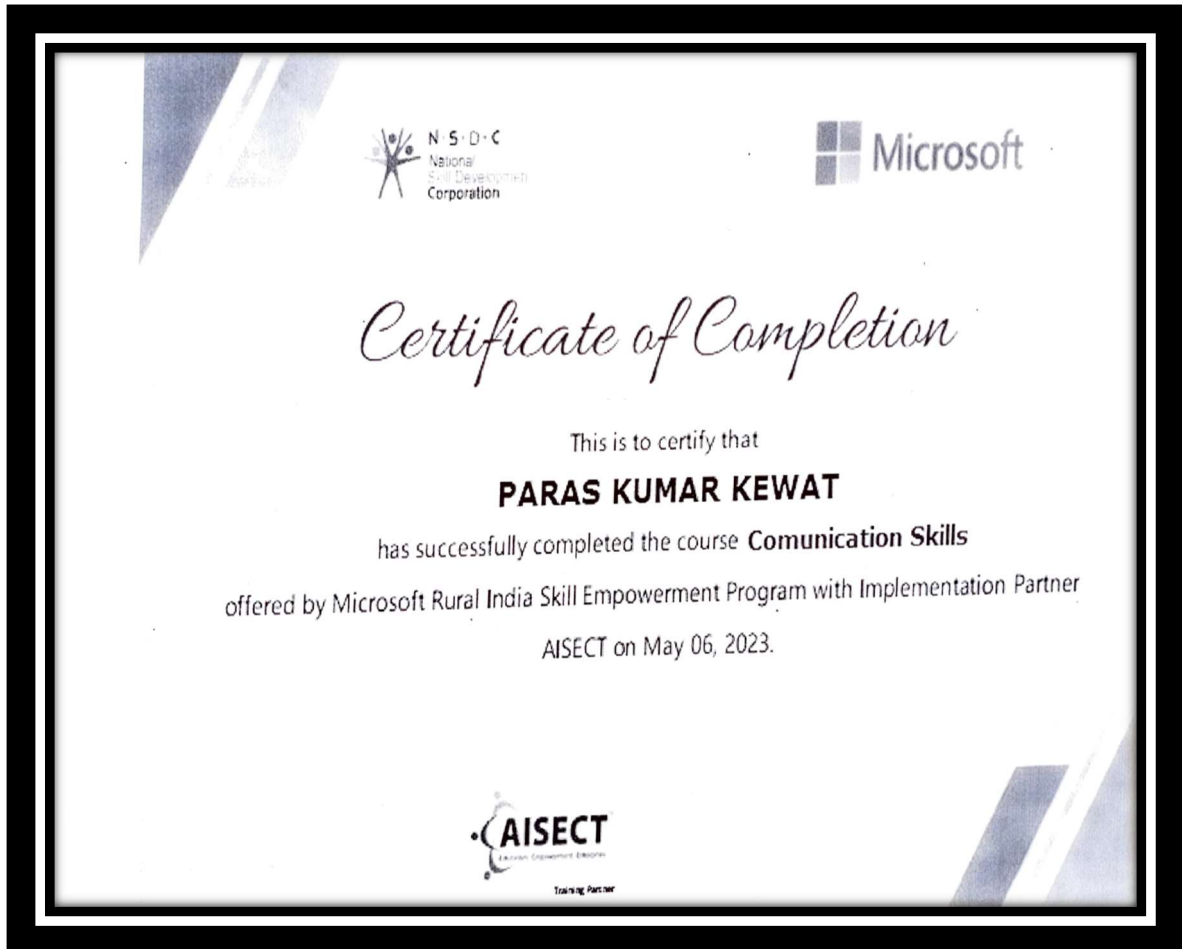 N·S·D·C
National
Skill Development
Corporation
Microsoft
Certificate of Completion
This is to certify that
PARAS KUMAR KEWAT
has successfully completed the course Comunication Skills
offered by Microsoft Rural India Skill Empowerment Program with Implementation Partner
AISECT on May 06, 2023.
AISECT
Training Partner